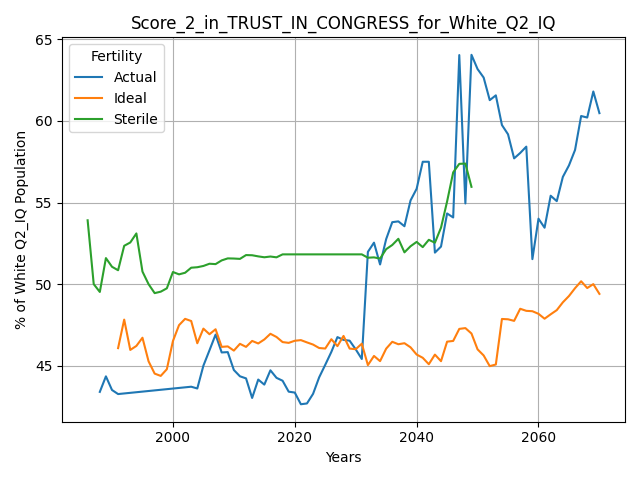 Score_2_in_TRUST_IN_CONGRESS_for_White_Q2_IQ
Fertility
Actual
Ideal
Sterile
% of White Q2_IQ Population
65
60
55
50
45
2000
2020
2040
2060
Years